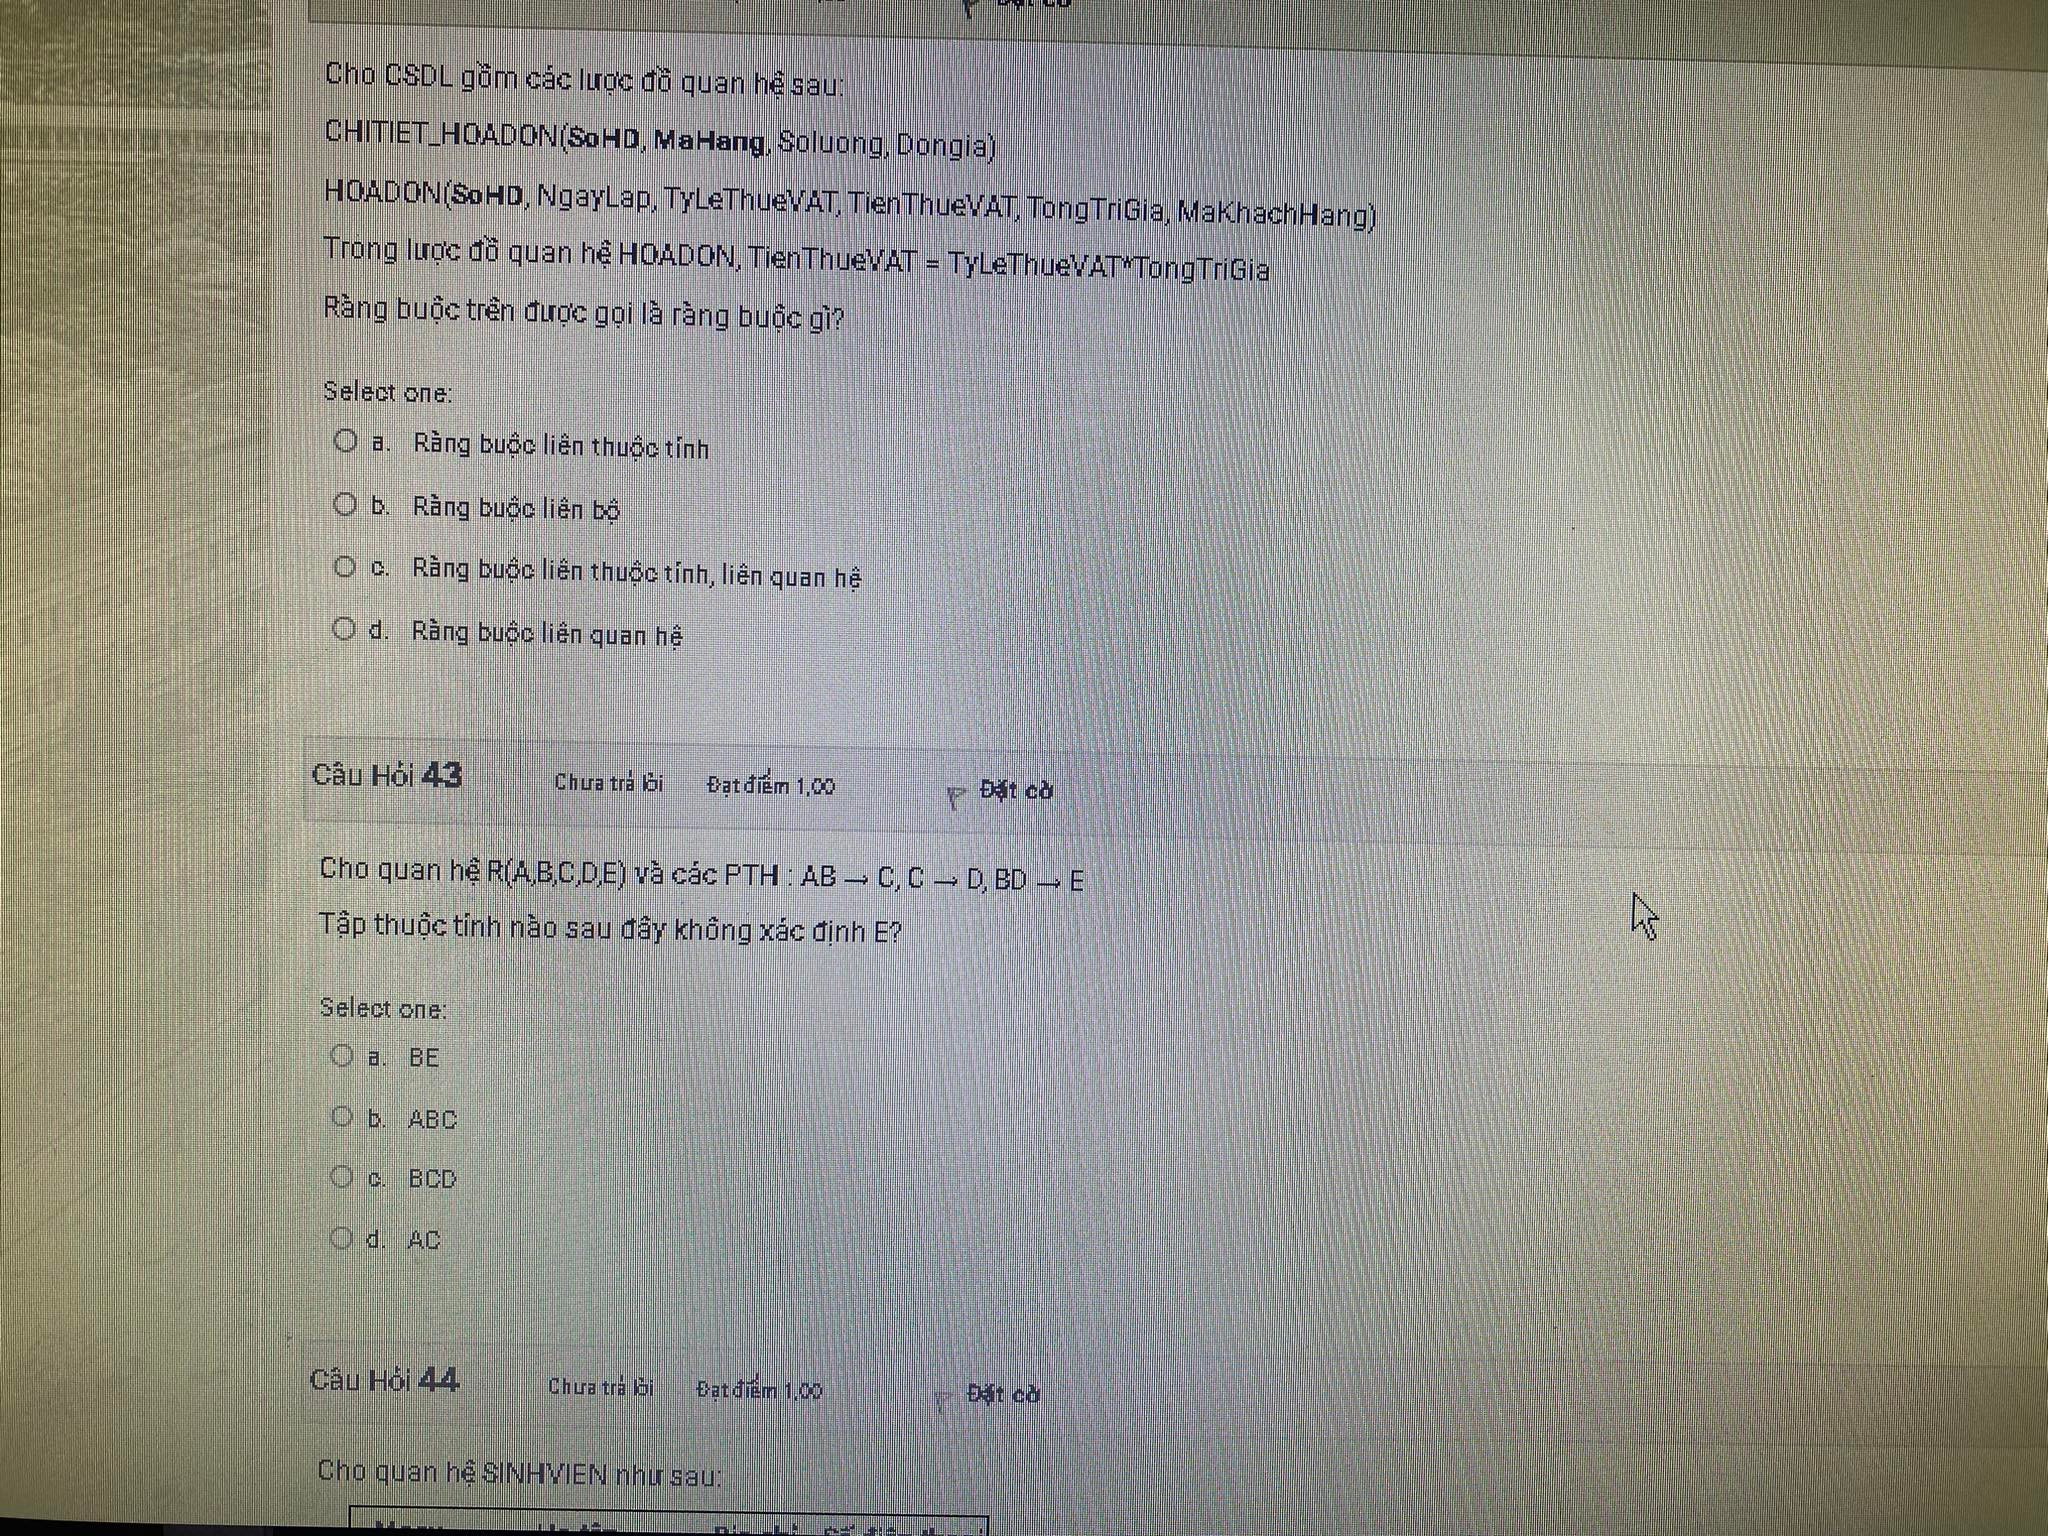 Đặt cờ
Cho CSDL gồm các lược đồ quan hệ sau:
CHITIET_HOADON(SoHD, MaHang, Soluong, Dongia)
HOADON(SoHD, NgayLap, TyLeThueVAT, TienThueVAT, TongTriGia, MaKhachHang)
Trong lược đồ quan hệ HOADON, TienThueVAT = TyLeThueVAT*TongTriGia
Ràng buộc trên được gọi là ràng buộc gì?
Select one:
a. Ràng buộc liên thuộc tính
b. Ràng buộc liên bộ
c. Ràng buộc liên thuộc tính, liên quan hệ
d. Ràng buộc liên quan hệ
Câu Hỏi 43 Chưa trả lời Đạt điểm 1,00 Đặt cờ
Cho quan hệ R(A,B,C,D,E) và các PTH : AB → C, C → D, BD → E
Tập thuộc tính nào sau đây không xác định E?
Select one:
a. BE
b. ABC
c. BCD
d. AC
Câu Hỏi 44 Chưa trả lời Đạt điểm 1,00 Đặt cờ
Cho quan hệ SINHVIEN như sau: